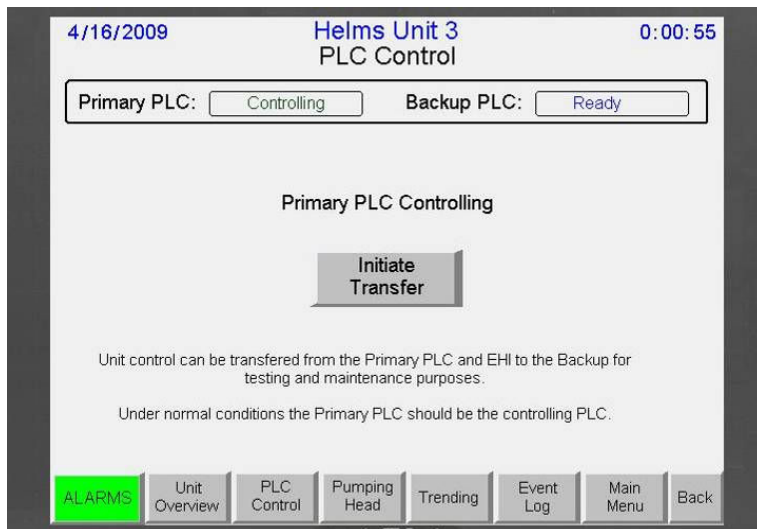 4/16/2009
Helms Unit 3
0:00:55
PLC Control
Primary PLC:
Controlling
Backup PLC:
Ready
Primary PLC Controlling
Initiate
Transfer
Unit control can be transfered from the Primary PLC and EHI to the Backup for
testing and maintenance purposes.
Under normal conditions the Primary PLC should be the controlling PLC.
ALARMS
Unit
Overview
PLC
Control
Pumping
Head
Trending
Event
Log
Main
Menu
Back